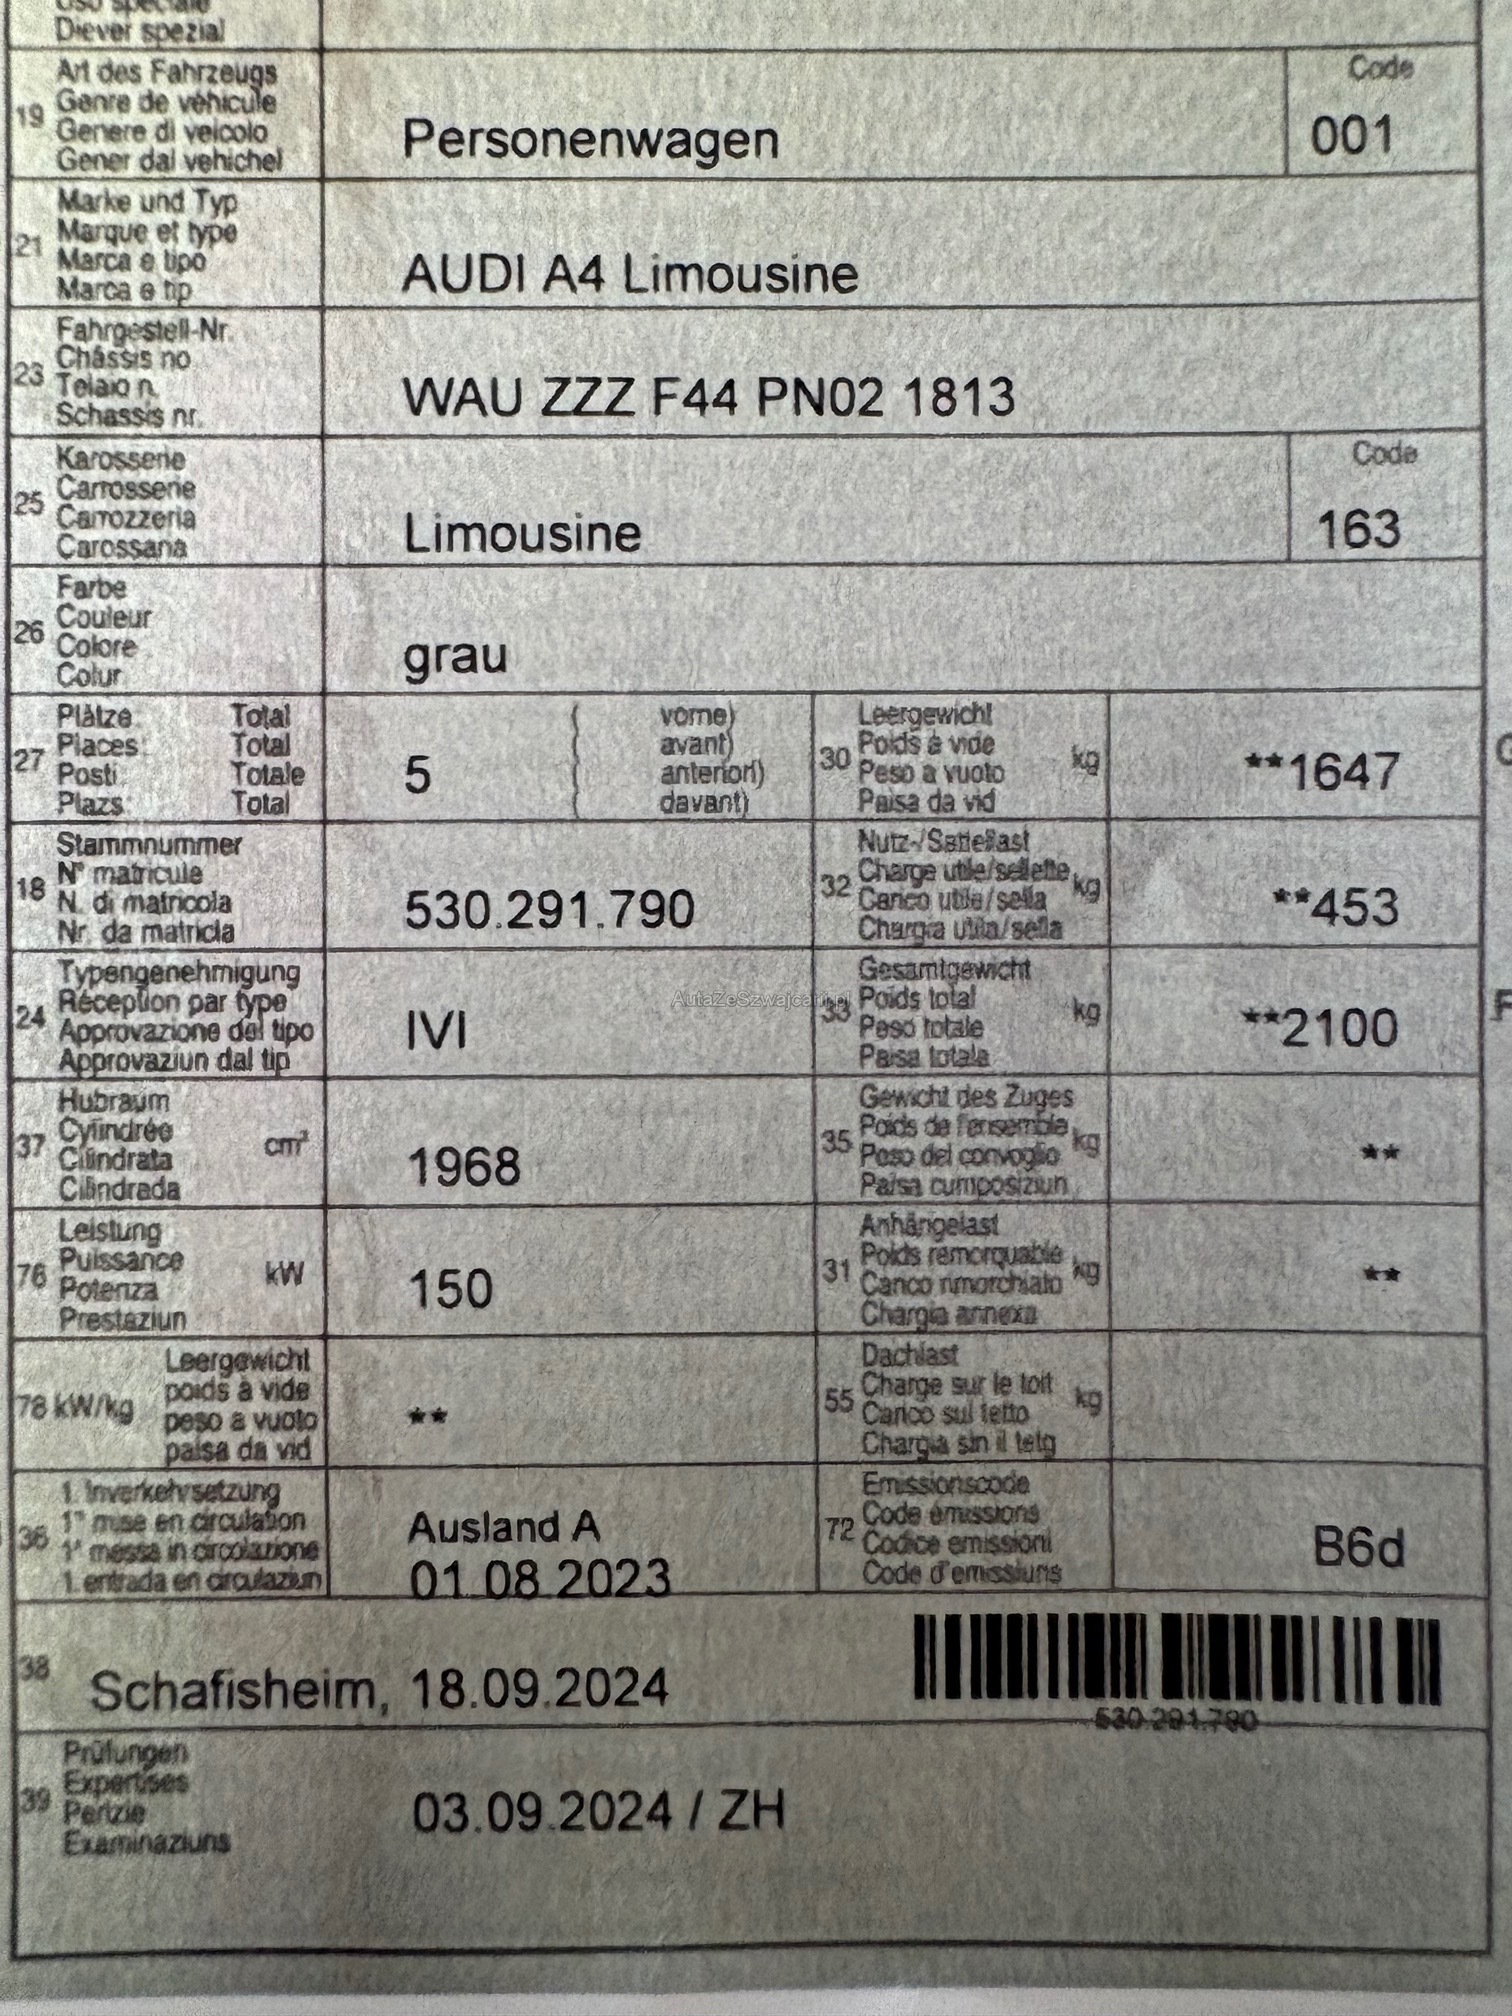 Uso speciale
Diever spezial
19 Art des Fahrzeugs
Genre de véhicule
Genere di veicolo
Gener dal vehichel
Personenwagen
Code
001
21 Marke und Typ
Marque et type
Marca e tipo
Marca e tip
AUDI A4 Limousine
23 Fahrgestell-Nr.
Châssis no
Telaio n.
Schassis nr.
WAU ZZZ F44 PN02 1813
25 Karosserie
Carrosserie
Carrozzeria
Carossaria
Limousine
Code
163
26 Farbe
Couleur
Colore
Colur
grau
27 Plätze Total
Places Total
Posti Totale
Plazs Total
5
( vorne)
( avant)
( anteriori)
( davant)
30 Leergewicht
Poids à vide
Peso a vuoto
Paisa da vid
kg
**1647
18 Stammnummer
N° matricule
N. di matricola
Nr. da matricla
530.291.790
32 Nutz-/Sattellast
Charge utile/sellette
Carico utile/sella
Chargia utila/sella
kg
**453
24 Typengenehmigung
Réception par type
Approvazione del tipo
Approvaziun dal tip
IVI
33 Gesamtgewicht
Poids total
Peso totale
Paisa totala
kg
**2100
AutaZeSzwajcarii.pl
37 Hubraum
Cylindrée
Cilindrata
Cilindrada
cm³
1968
35 Gewicht des Zuges
Poids de l'ensemble
Peso del convoglio
Paisa cumposiziun
kg
**
76 Leistung
Puissance
Potenza
Prestaziun
kW
150
31 Anhängelast
Poids remorquable
Carico rimorchiato
Chargia annexa
kg
**
78 kW/kg
Leergewicht
poids à vide
peso a vuoto
paisa da vid
**
55 Dachlast
Charge sur le toit
Carico sul tetto
Chargia sin il tetg
kg
36 1. Inverkehrsetzung
1re mise en circulation
1a messa in circolazione
1. entrada en circulaziun
Ausland A
01.08.2023
72 Emissionscode
Code émissions
Codice emissioni
Code d'emissiuns
B6d
38 Schafisheim, 18.09.2024
530.291.790
39 Prüfungen
Expertises
Perizie
Examinaziuns
03.09.2024 / ZH